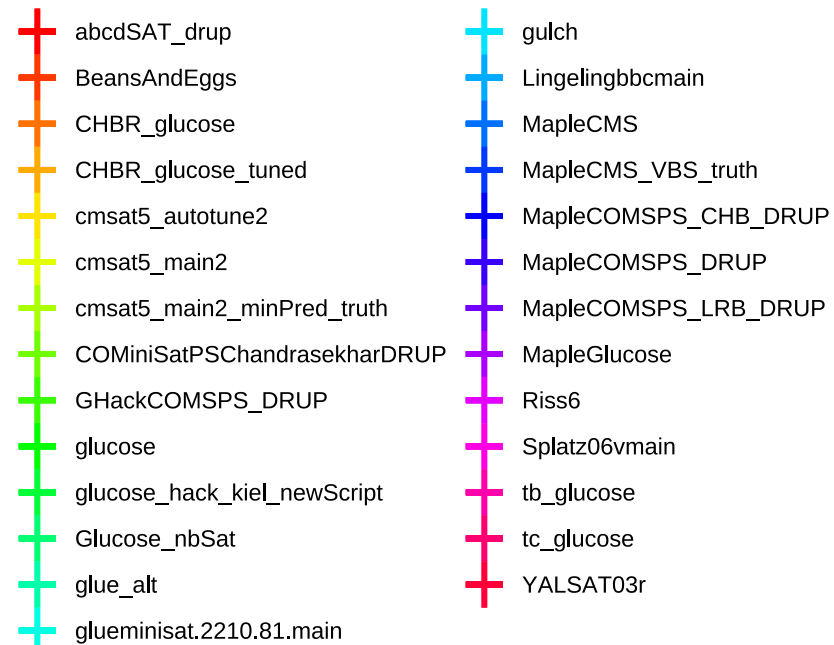 abcdSAT_drup
BeansAndEggs
CHBR_glucose
CHBR_glucose_tuned
cmsat5_autotune2
cmsat5_main2
cmsat5_main2_minPred_truth
COMiniSatPSChandrasekharDRUP
GHackCOMSPS_DRUP
glucose
glucose_hack_kiel_newScript
Glucose_nbSat
glue_alt
glueminisat.2210.81.main
gulch
Lingelingbbcmain
MapleCMS
MapleCMS_VBS_truth
MapleCOMSPS_CHB_DRUP
MapleCOMSPS_DRUP
MapleCOMSPS_LRB_DRUP
MapleGlucose
Riss6
Splatz06vmain
tb_glucose
tc_glucose
YALSAT03r